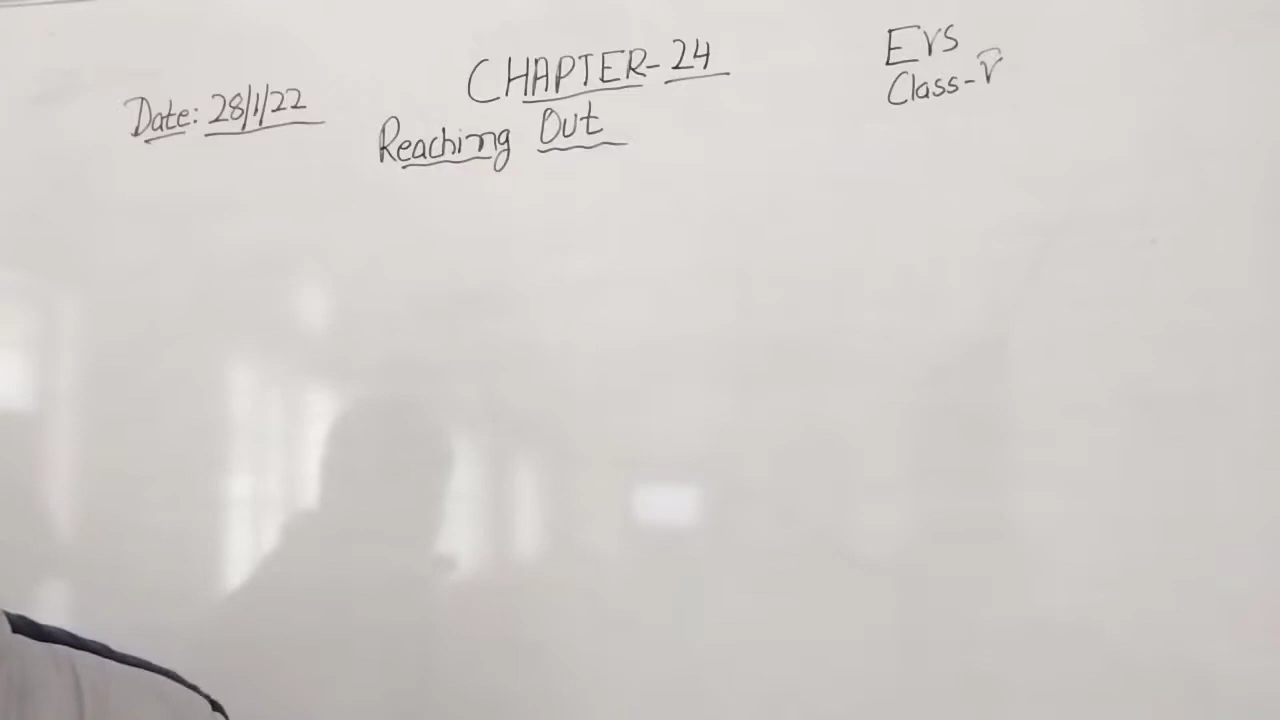 CHAPTER-24
Evs
Class-V
Date: 28/1/22
Reaching Out